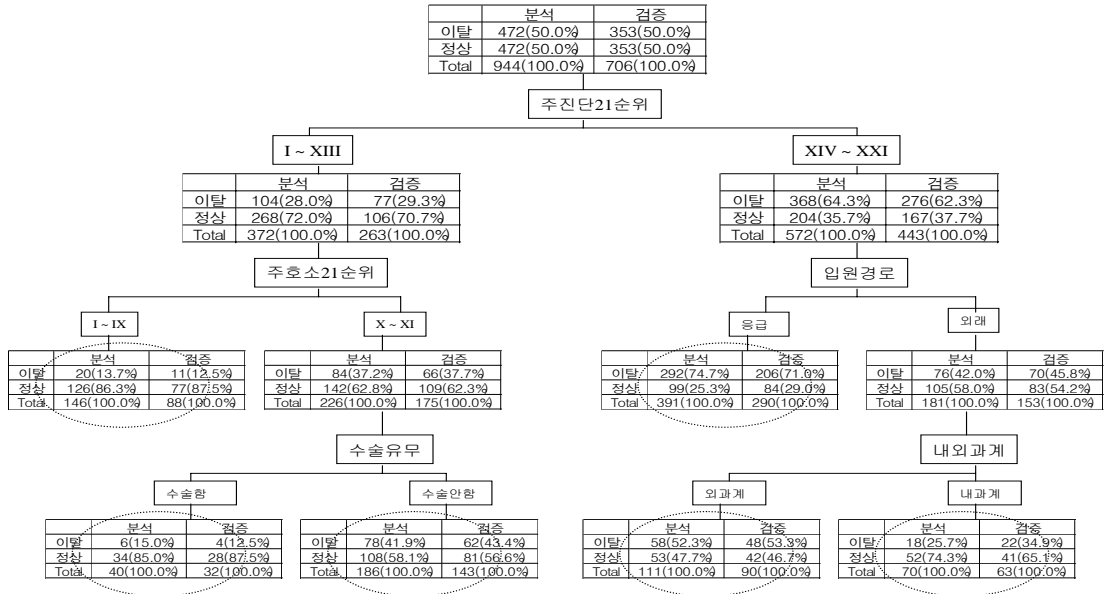 분석 검증
이탈 472(50.0%) 353(50.0%)
정상 472(50.0%) 353(50.0%)
Total 944(100.0%) 706(100.0%)
주진단21순위
I ~ XIII XIV ~ XXI
분석 검증 분석 검증
이탈 104(28.0%) 77(29.3%) 이탈 368(64.3%) 276(62.3%)
정상 268(72.0%) 106(70.7%) 정상 204(35.7%) 167(37.7%)
Total 372(100.0%) 263(100.0%) Total 572(100.0%) 443(100.0%)
주호소21순위 입원경로
I ~ IX X ~ XI 응급 외래
분석 검증 분석 검증 분석 검증 분석 검증
이탈 20(13.7%) 11(12.5%) 이탈 84(37.2%) 66(37.7%) 이탈 292(74.7%) 206(71.0%) 이탈 76(42.0%) 70(45.8%)
정상 126(86.3%) 77(87.5%) 정상 142(62.8%) 109(62.3%) 정상 99(25.3%) 84(29.0%) 정상 105(58.0%) 83(54.2%)
Total 146(100.0%) 88(100.0%) Total 226(100.0%) 175(100.0%) Total 391(100.0%) 290(100.0%) Total 181(100.0%) 153(100.0%)
수술유무 내외과계
수술함 수술안함 외과계 내과계
분석 검증 분석 검증 분석 검증 분석 검증
이탈 6(15.0%) 4(12.5%) 이탈 78(41.9%) 62(43.4%) 이탈 58(52.3%) 48(53.3%) 이탈 18(25.7%) 22(34.9%)
정상 34(85.0%) 28(87.5%) 정상 108(58.1%) 81(56.6%) 정상 53(47.7%) 42(46.7%) 정상 52(74.3%) 41(65.1%)
Total 40(100.0%) 32(100.0%) Total 186(100.0%) 143(100.0%) Total 111(100.0%) 90(100.0%) Total 70(100.0%) 63(100.0%)